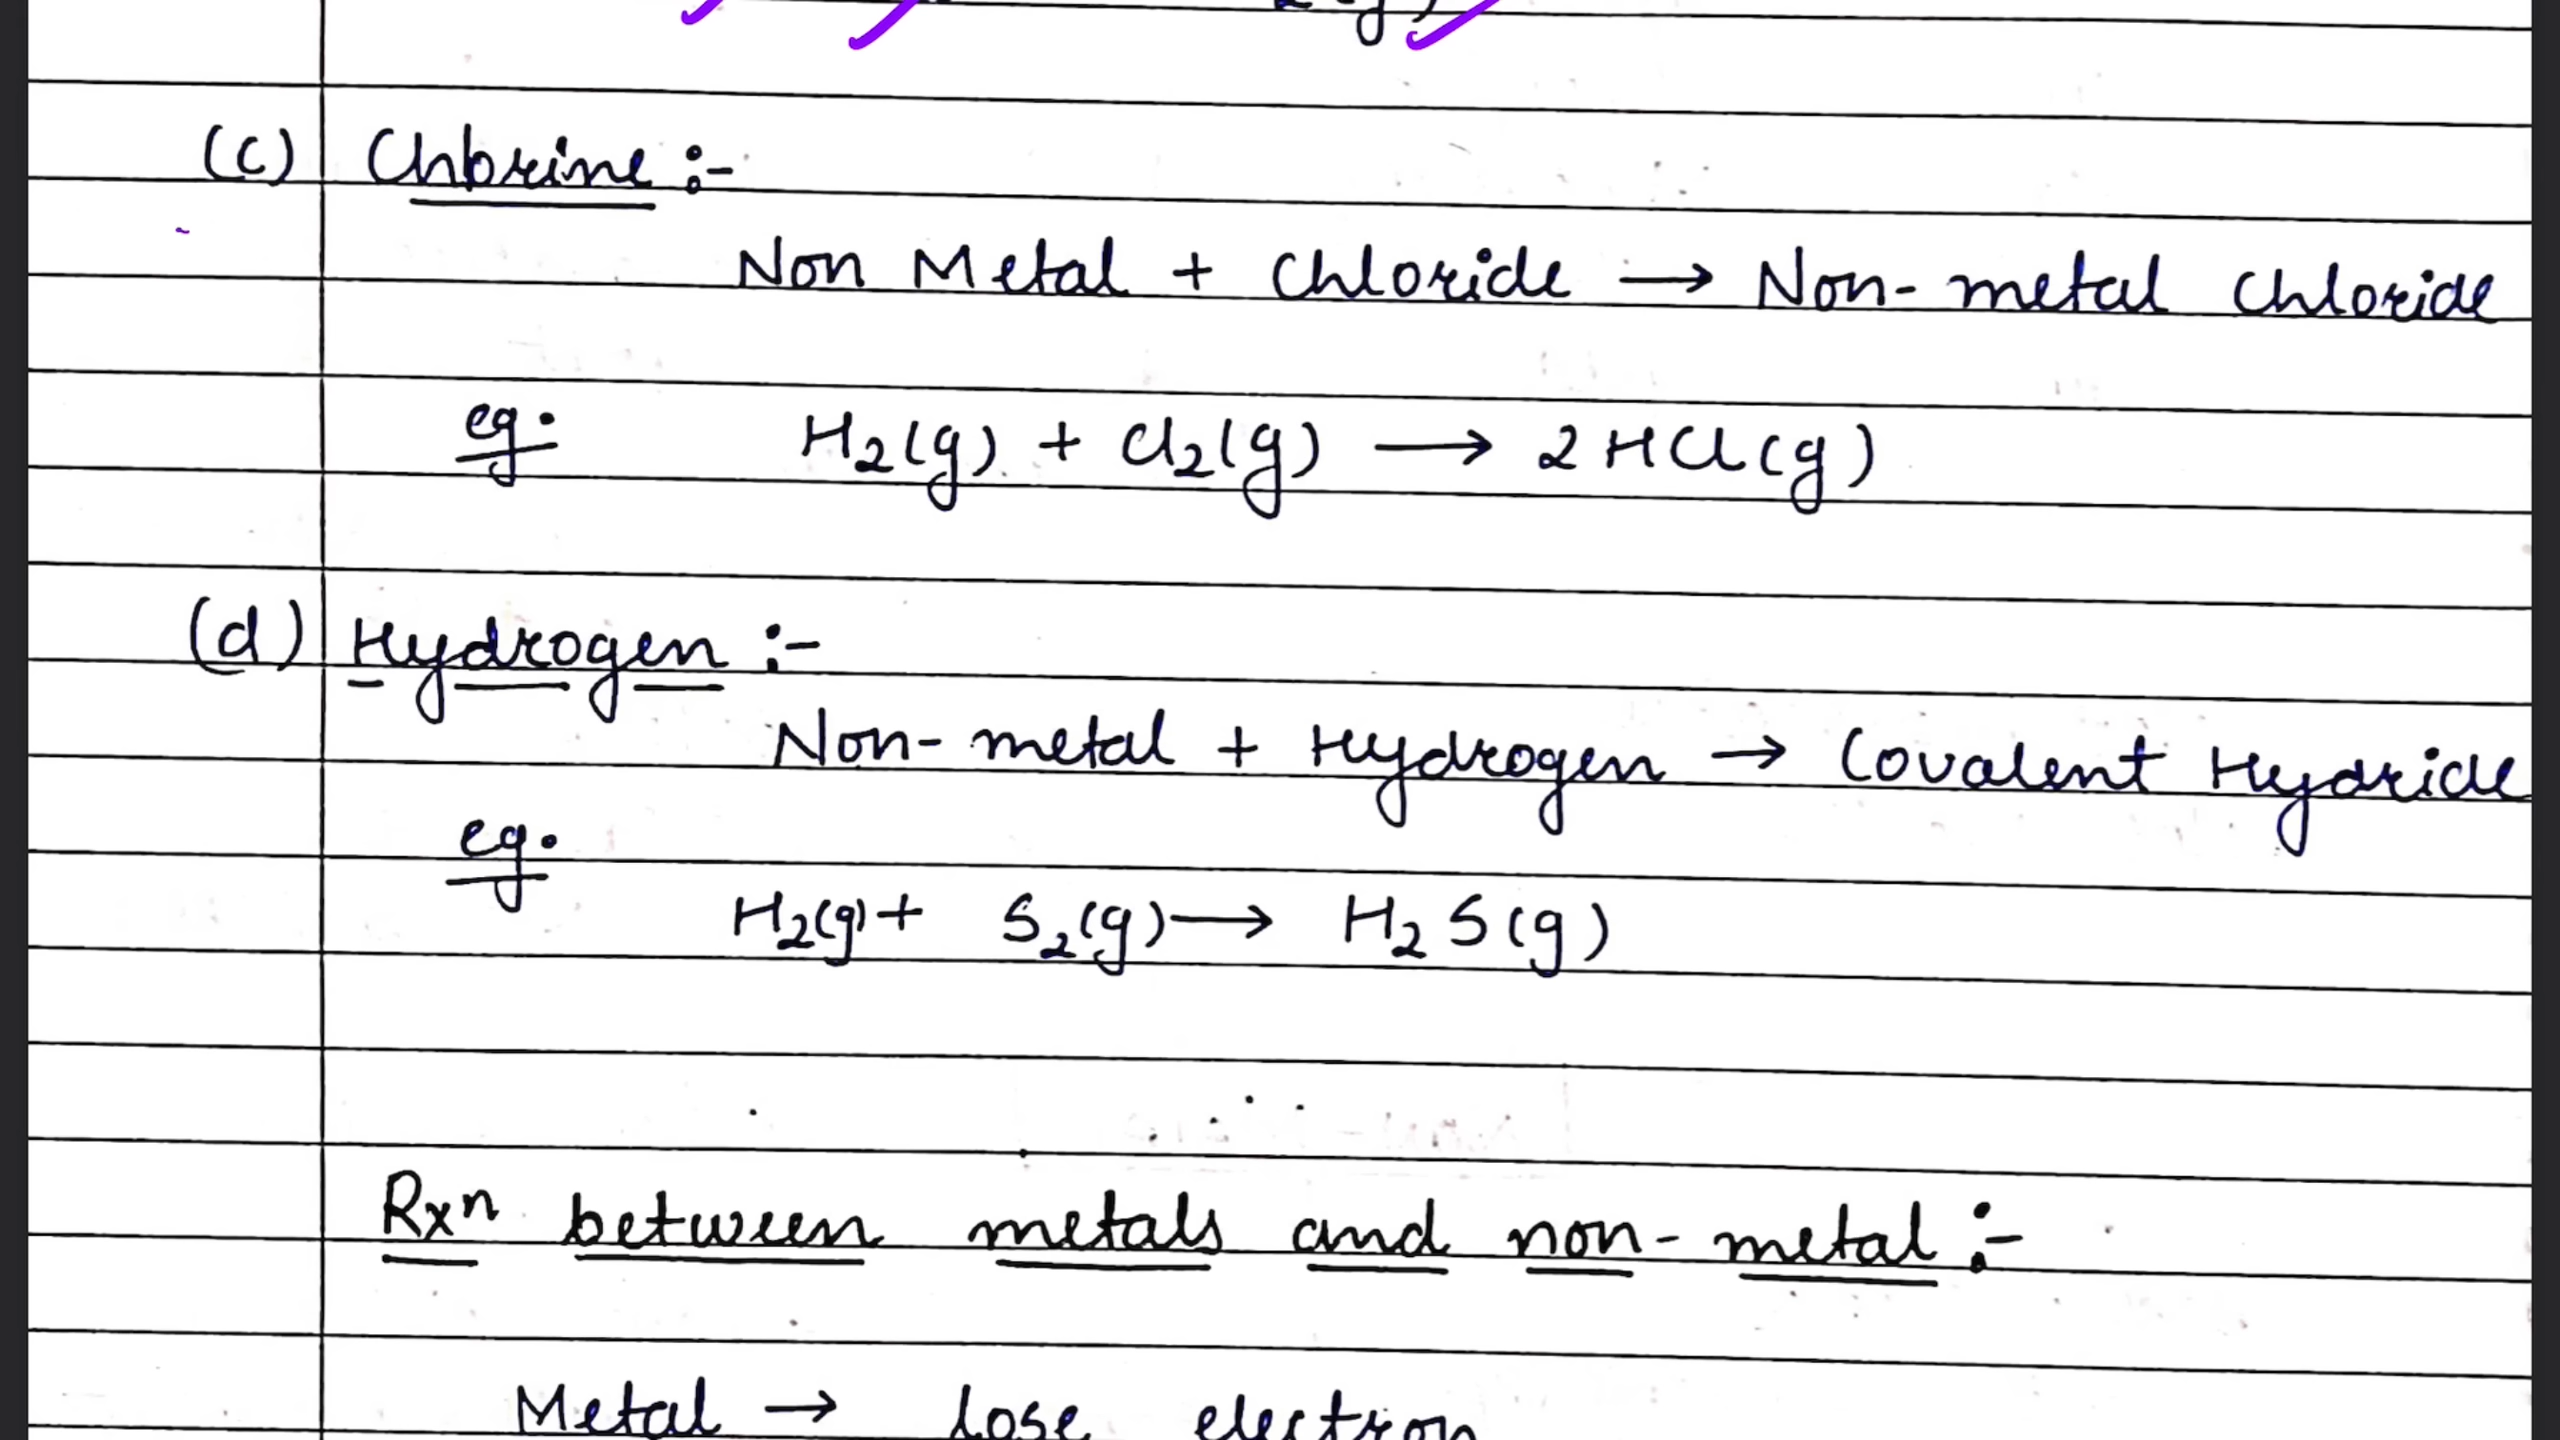 (c) Chlorine :-
Non Metal + Chloride → Non-metal Chloride
eg. H₂(g) + Cl₂(g) → 2HCl(g)
(d) Hydrogen :-
Non-metal + Hydrogen → Covalent Hydride
eg.
H₂(g) + S₂(g) → H₂S(g)
Rxⁿ between metals and non-metal :-
Metal → lose electron